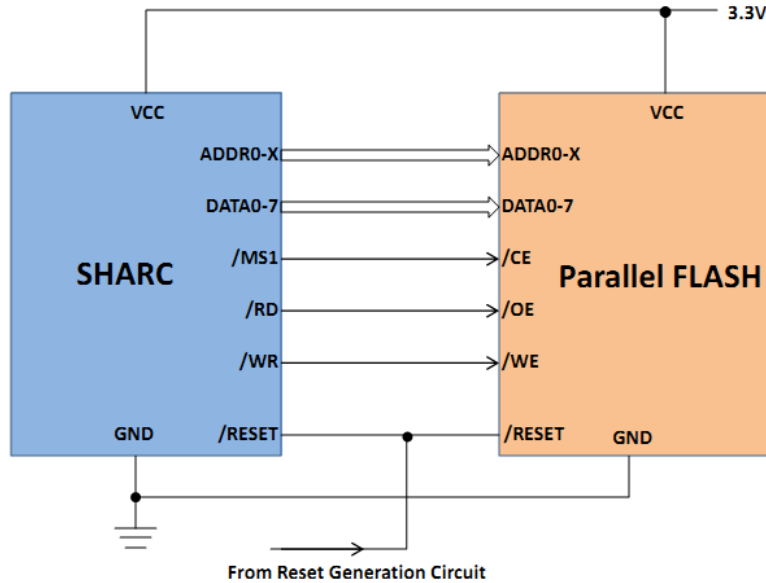 3.3V
VCC VCC
ADDR0-X ADDR0-X
DATA0-7 DATA0-7
/MS1 /CE
SHARC Parallel FLASH
/RD /OE
/WR /WE
GND /RESET /RESET GND
From Reset Generation Circuit